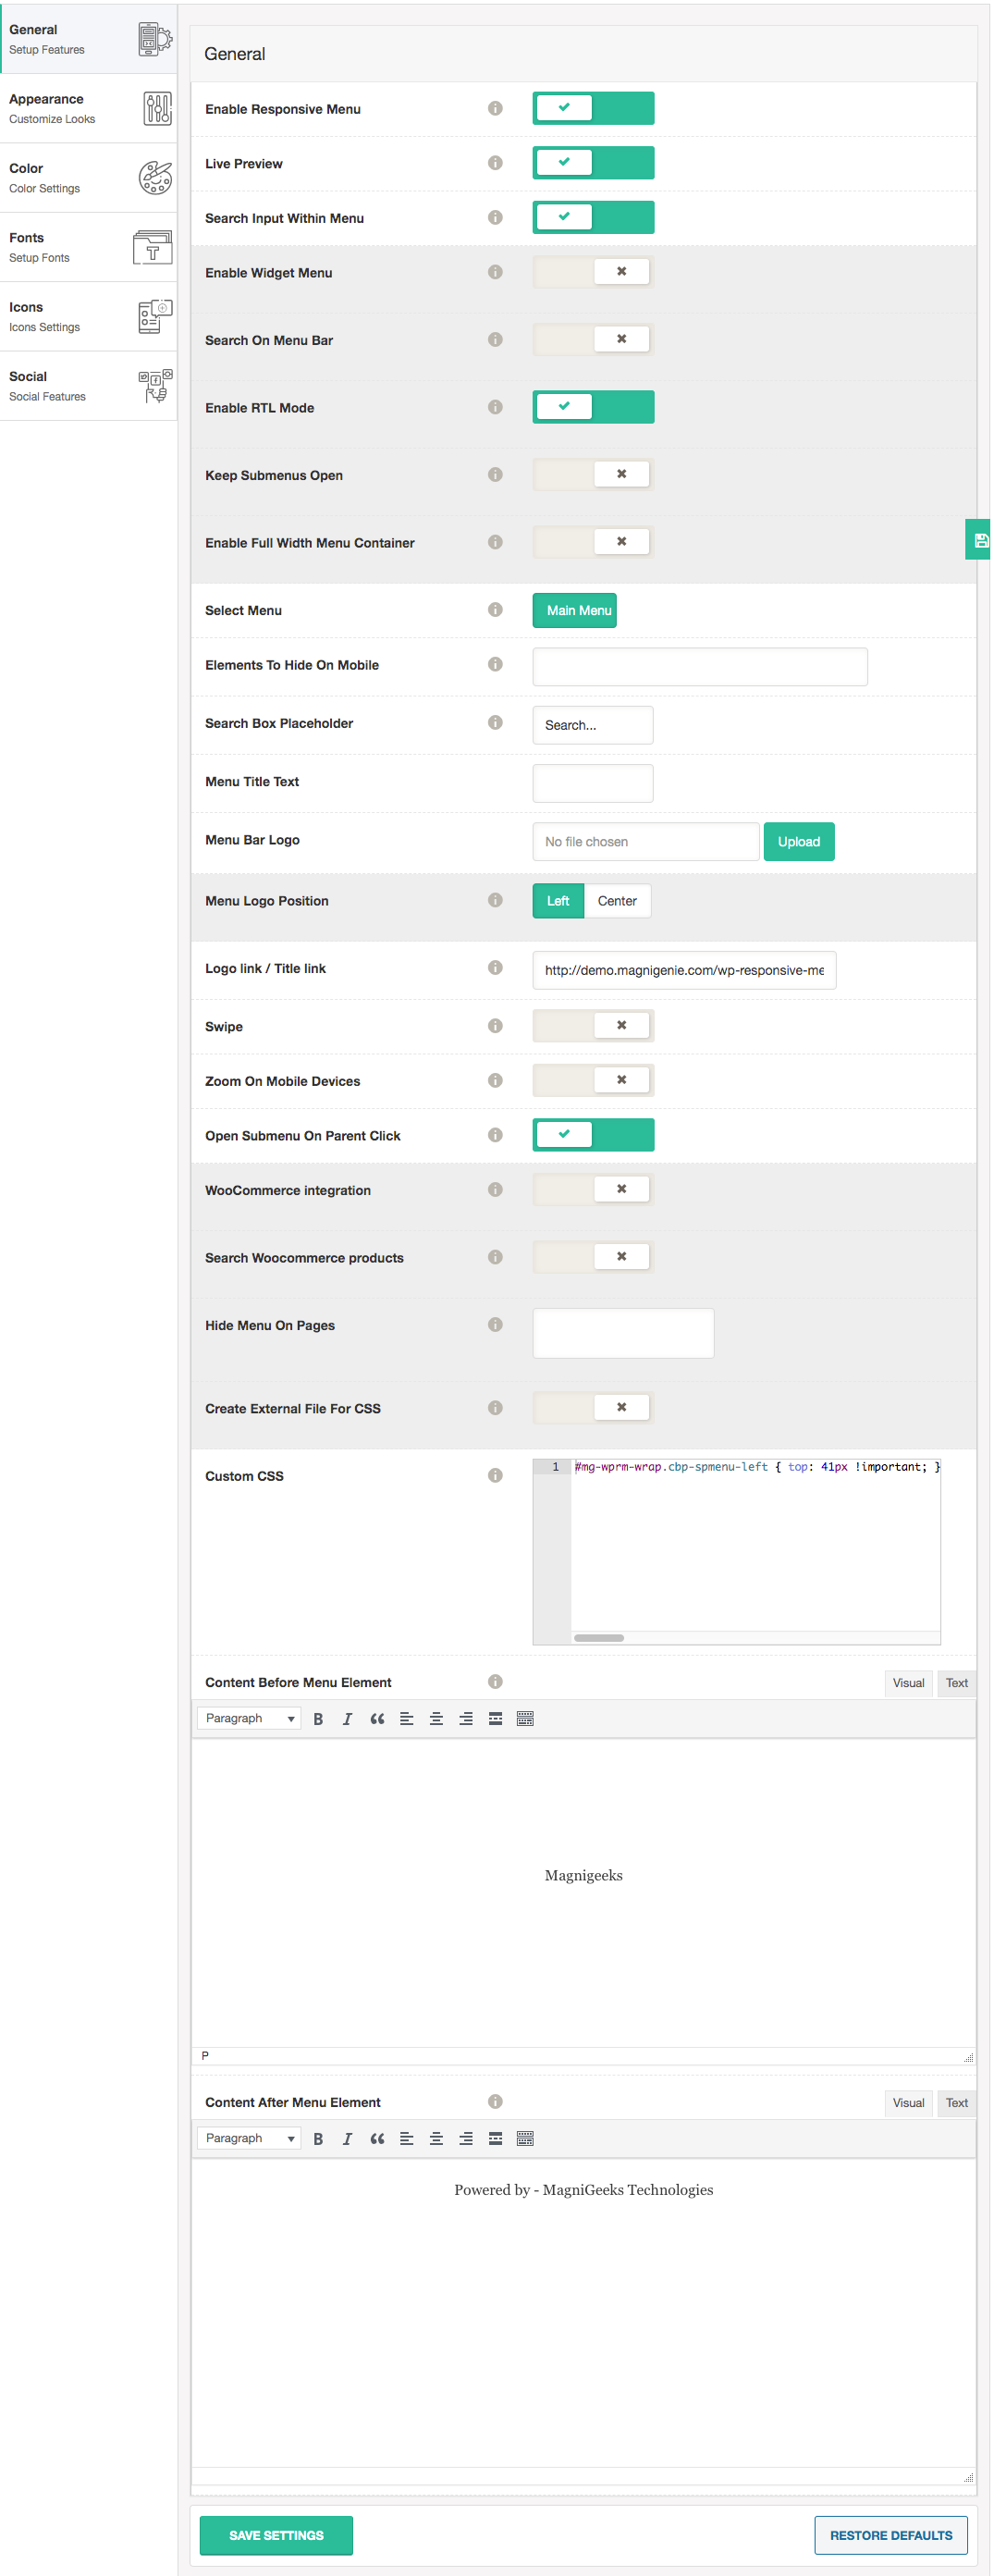 General
Setup Features
Appearance
Customize Looks
Color
Color Settings
Fonts
Setup Fonts
Icons
Icons Settings
Social
Social Features
General
Enable Responsive Menu
Live Preview
Search Input Within Menu
Enable Widget Menu
Search On Menu Bar
Enable RTL Mode
Keep Submenus Open
Enable Full Width Menu Container
Select Menu Main Menu
Elements To Hide On Mobile
Search Box Placeholder Search...
Menu Title Text
Menu Bar Logo No file chosen Upload
Menu Logo Position Left Center
Logo link / Title link http://demo.magnigenie.com/wp-responsive-me
Swipe
Zoom On Mobile Devices
Open Submenu On Parent Click
WooCommerce integration
Search Woocommerce products
Hide Menu On Pages
Create External File For CSS
Custom CSS 1 #mg-wprm-wrap.cbp-spmenu-left { top: 41px !important; }
Content Before Menu Element Visual Text
Paragraph B I
Magnigeeks
P
Content After Menu Element Visual Text
Paragraph B I
Powered by - MagniGeeks Technologies
SAVE SETTINGS RESTORE DEFAULTS